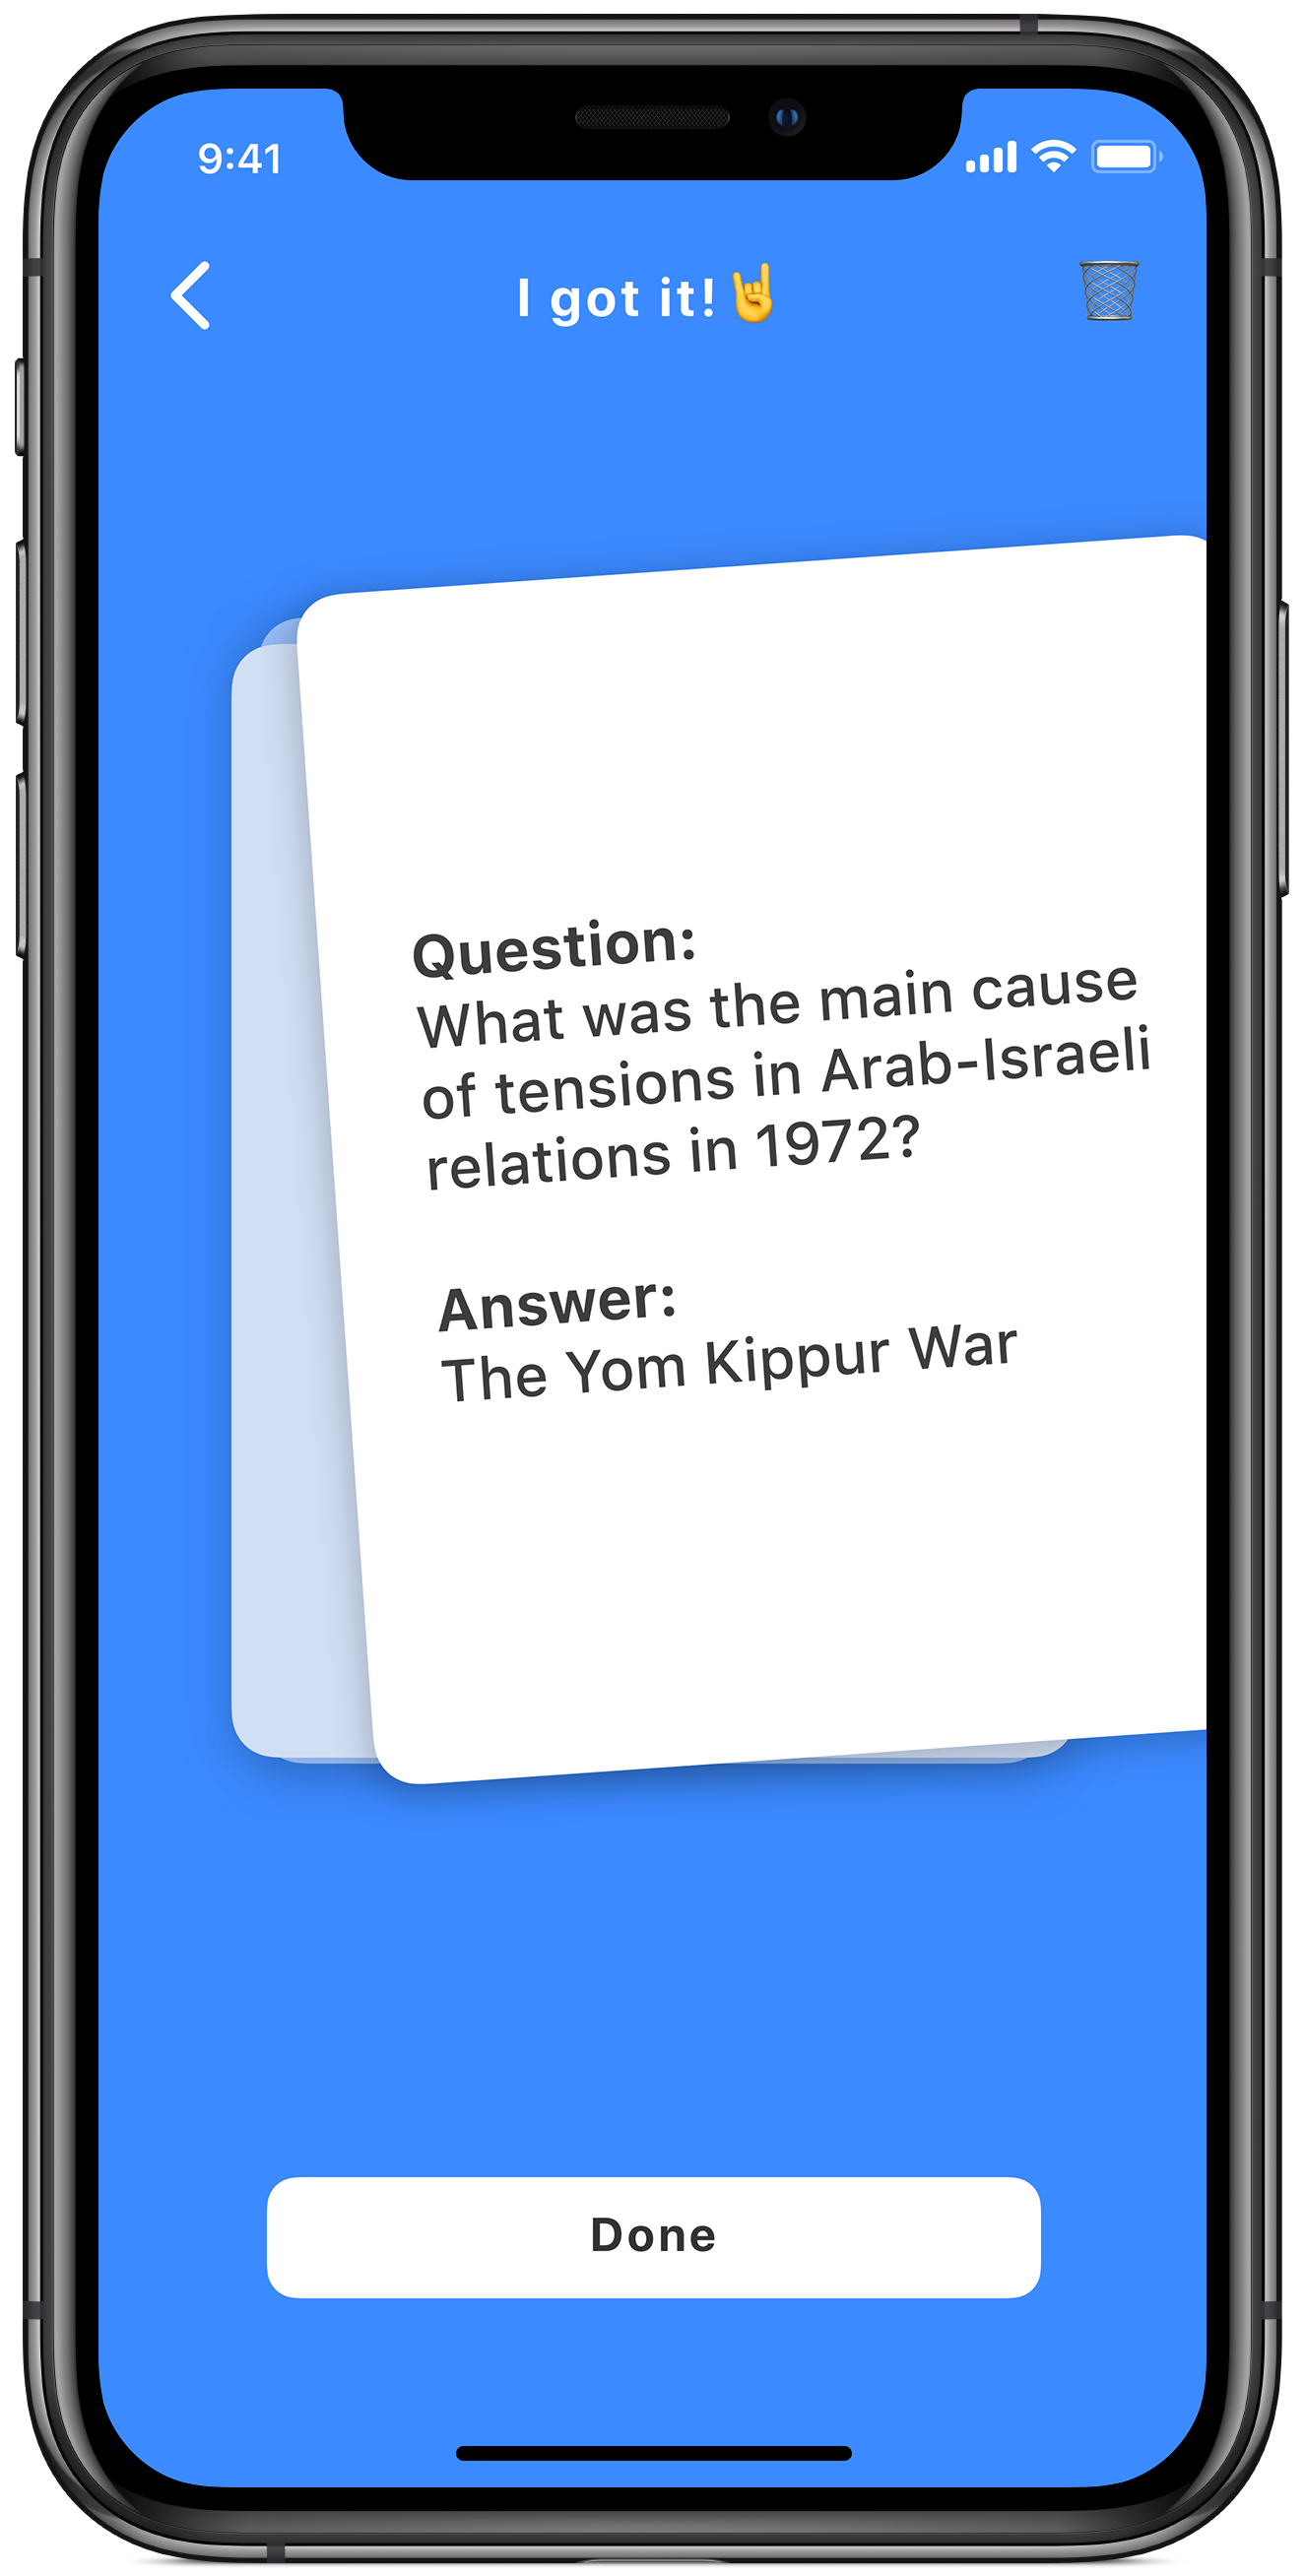 9:41
I got it!🤘
Question:
What was the main cause
of tensions in Arab-Israeli
relations in 1972?
Answer:
The Yom Kippur War
Done